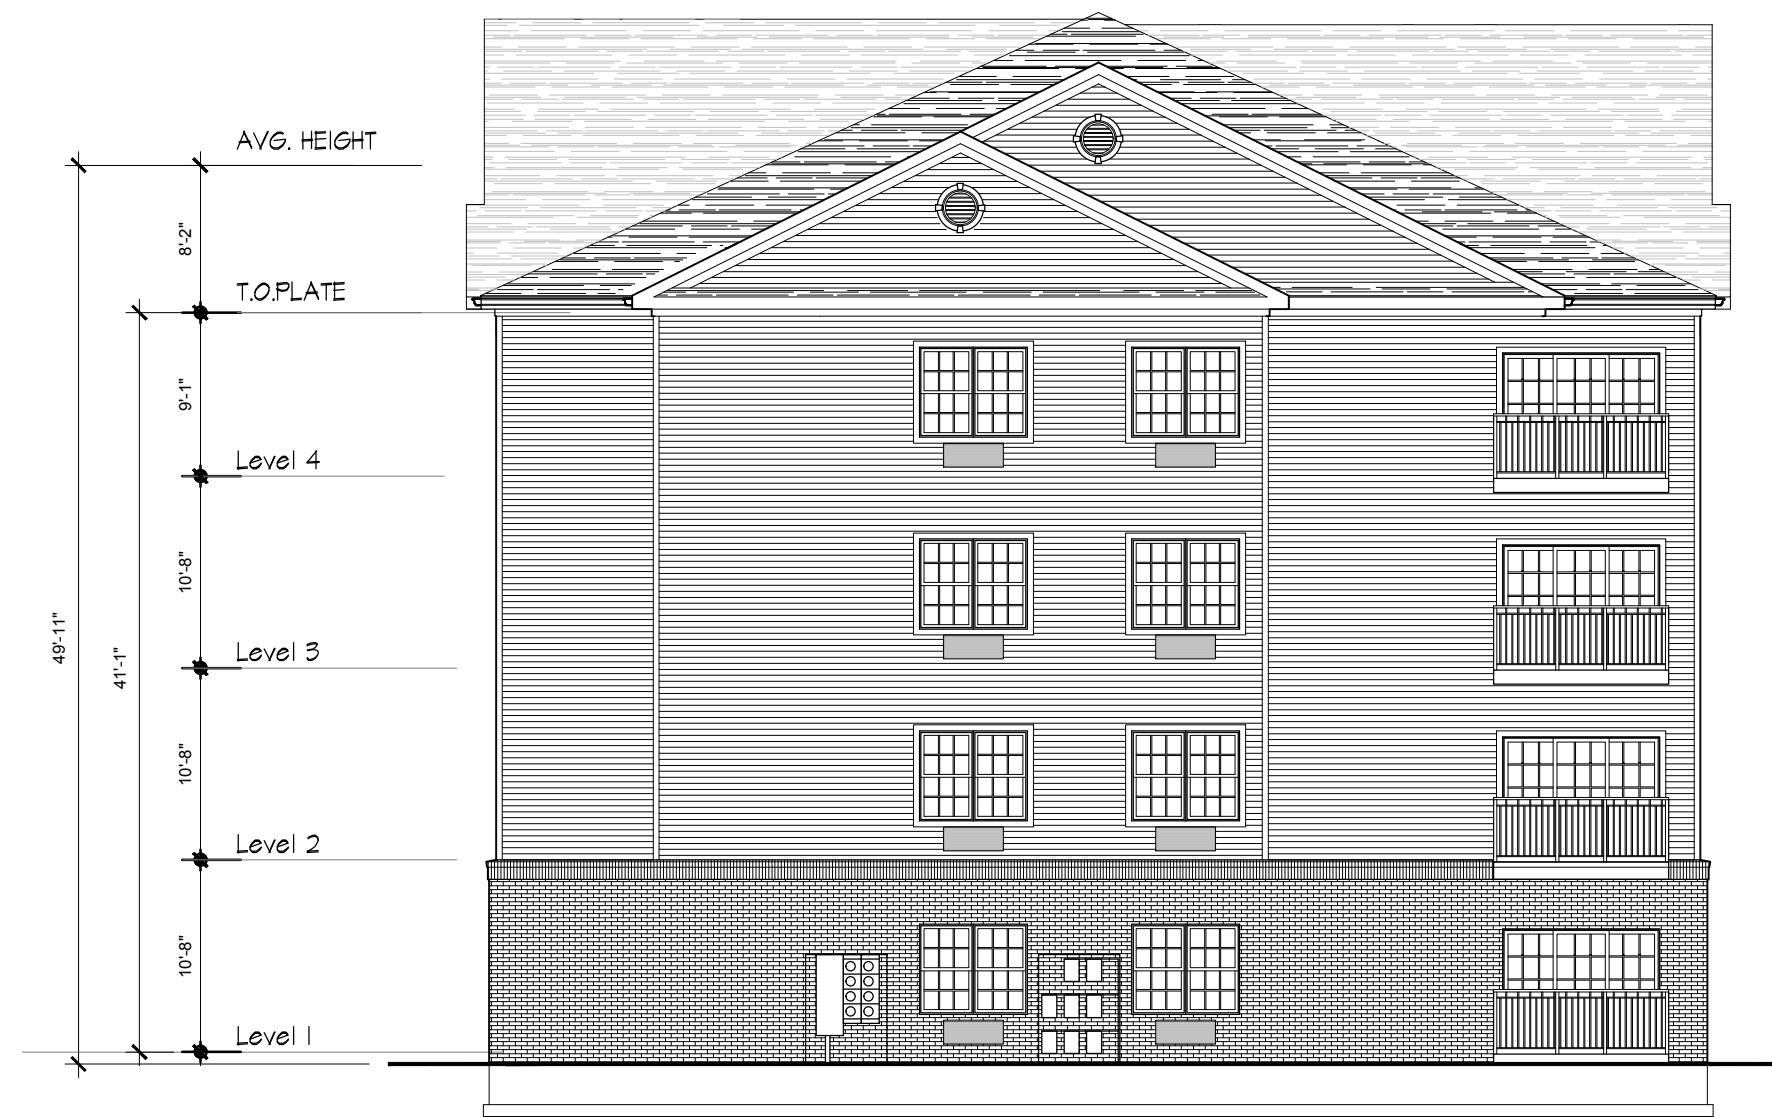 AVG. HEIGHT
8'-2"
T.O.PLATE
9'-1"
Level 4
10'-8"
Level 3
49'-11"
41'-1"
10'-8"
Level 2
10'-8"
Level 1